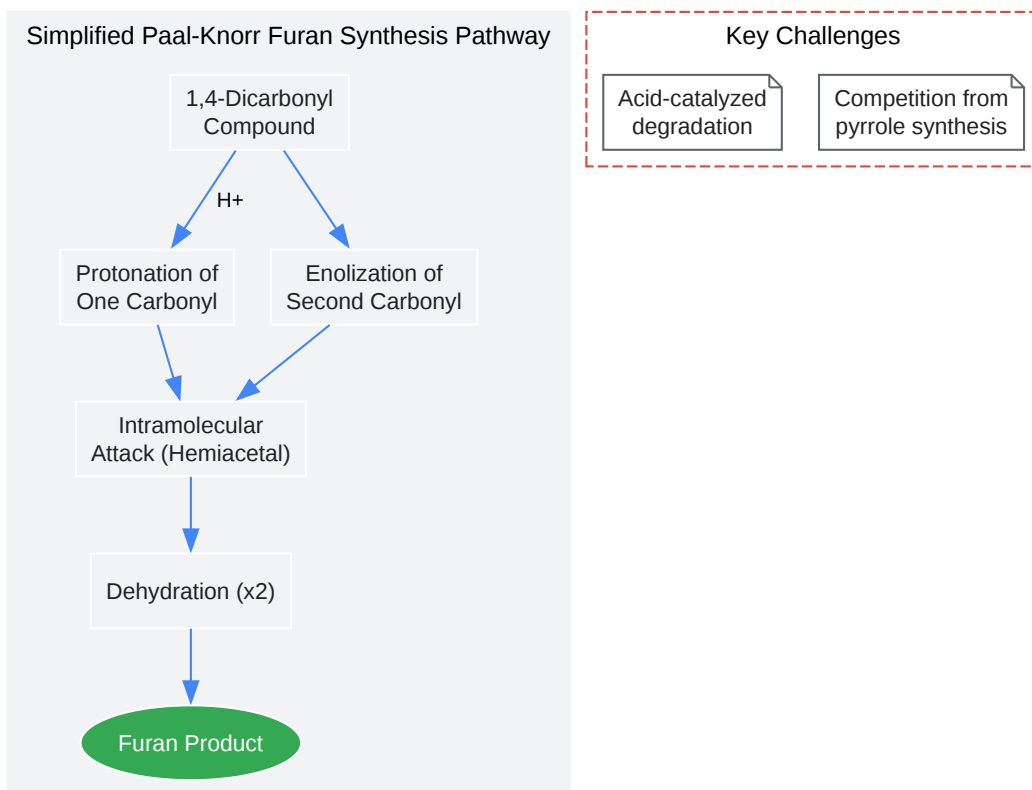 Simplified Paal-Knorr Furan Synthesis Pathway
1,4-Dicarbonyl
Compound
H+
Protonation of
One Carbonyl
Enolization of
Second Carbonyl
Intramolecular
Attack (Hemiacetal)
Dehydration (x2)
Furan Product
Key Challenges
Acid-catalyzed
degradation
Competition from
pyrrole synthesis